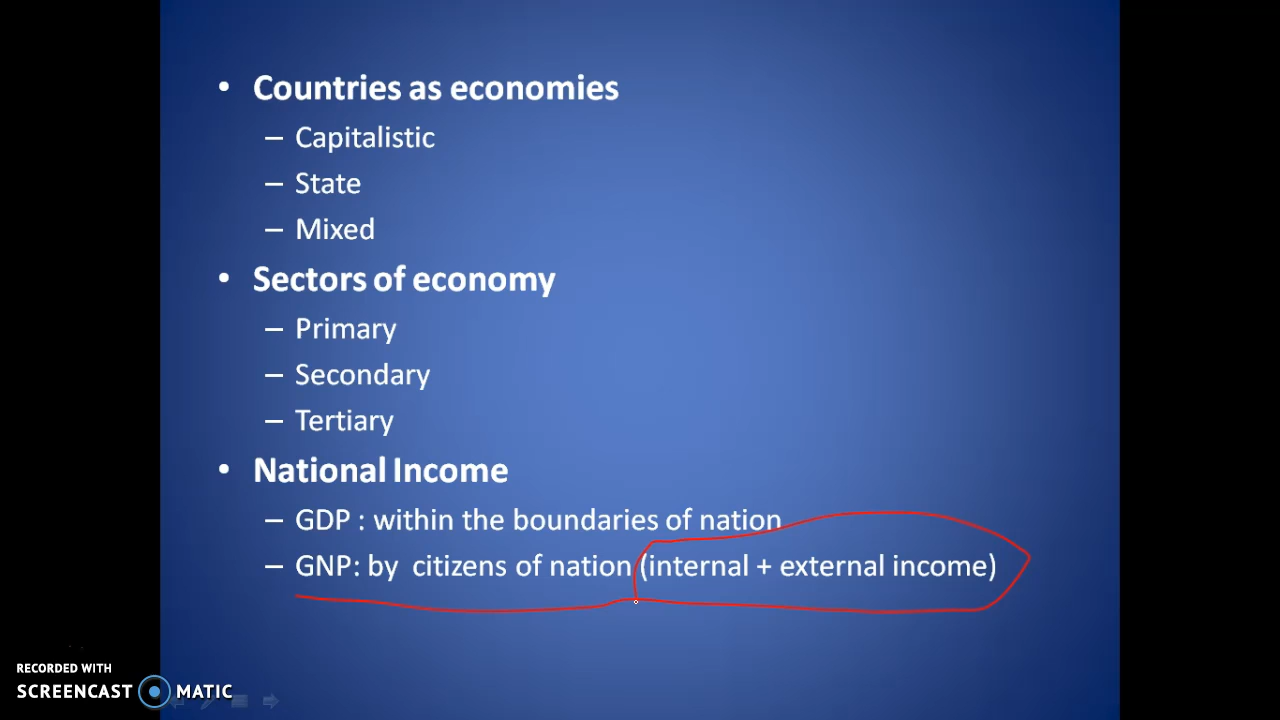 • Countries as economies
– Capitalistic
– State
– Mixed
• Sectors of economy
– Primary
– Secondary
– Tertiary
• National Income
– GDP : within the boundaries of nation
– GNP: by citizens of nation (internal + external income)
RECORDED WITH
SCREENCAST MATIC